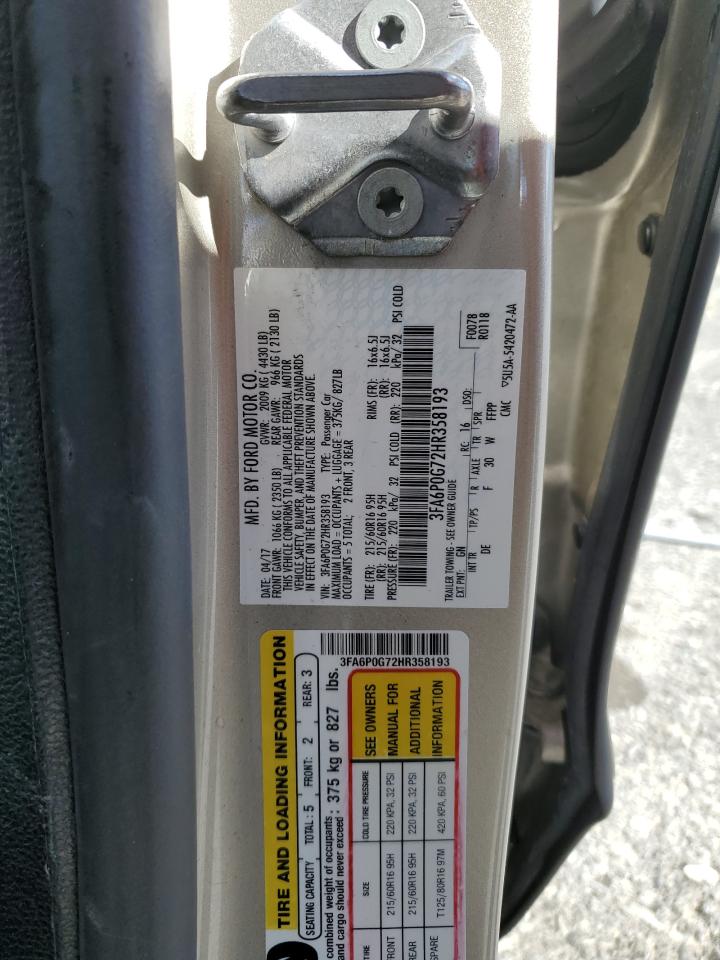 MFD. BY FORD MOTOR CO.
DATE: 04/17 GVWR: 2009 KG ( 4430 LB)
FRONT GAWR: 1066 KG ( 2350 LB) REAR GAWR: 966 KG ( 2130 LB)
THIS VEHICLE CONFORMS TO ALL APPLICABLE FEDERAL MOTOR
VEHICLE SAFETY, BUMPER, AND THEFT PREVENTION STANDARDS
IN EFFECT ON THE DATE OF MANUFACTURE SHOWN ABOVE.
VIN: 3FA6P0G72HR358193 TYPE: Passenger Car
MAXIMUM LOAD = OCCUPANTS + LUGGAGE = 375KG/ 827LB
OCCUPANTS = 5 TOTAL: 2 FRONT, 3 REAR
TIRE (FR): 215/60R16 95H RIMS (FR): 16x6.5J
(RR): 215/60R16 95H (RR): 16x6.5J
PRESSURE (FR): 220 kPa/ 32 PSI COLD (RR): 220 kPa/ 32 PSI COLD
3FA6P0G72HR358193
TRAILER TOWING - SEE OWNER GUIDE
EXT PNT: GN RC: 16 DSO: F0078
R0118
INT TR TP/PS R AXLE TR SPR
DE F 30 W FFPP
CMC 5U5A-5420472-AA
3FA6P0G72HR358193
TIRE AND LOADING INFORMATION
SEATING CAPACITY TOTAL: 5 FRONT: 2 REAR: 3
combined weight of occupants
and cargo should never exceed : 375 kg or 827 lbs.
TIRE SIZE COLD TIRE PRESSURE
FRONT 215/60R16 95H 220 KPA, 32 PSI
REAR 215/60R16 95H 220 KPA, 32 PSI
SPARE T125/80R16 97M 420 KPA, 60 PSI
SEE OWNERS
MANUAL FOR
ADDITIONAL
INFORMATION